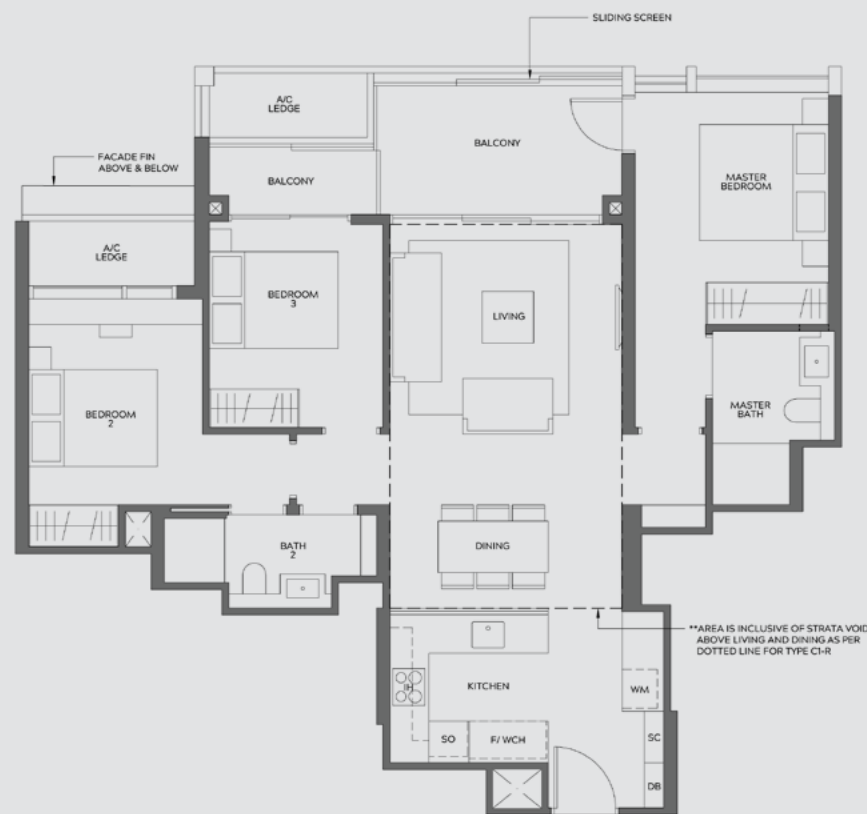 SLIDING SCREEN
A/C
LEDGE
BALCONY
FACADE FIN
ABOVE & BELOW
BALCONY
MASTER
BEDROOM
A/C
LEDGE
BEDROOM
3
LIVING
BEDROOM
2
MASTER
BATH
BATH
2
DINING
**AREA IS INCLUSIVE OF STRATA VOID
ABOVE LIVING AND DINING AS PER
DOTTED LINE FOR TYPE C1-R
IH
KITCHEN
WM
SO
F/ WCH
SC
DB